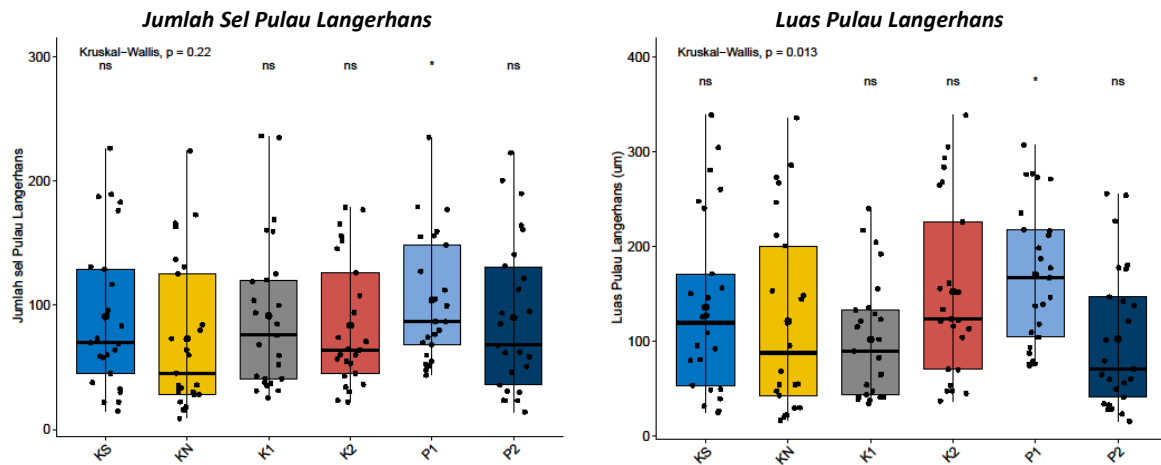 Jumlah Sel Pulau Langerhans
Kruskal−Wallis, p = 0.22
ns ns ns * ns
300
200
100
0
Jumlah sel Pulau Langerhans
KS KN K1 K2 P1 P2
Luas Pulau Langerhans
Kruskal−Wallis, p = 0.013
ns ns ns * ns
400
300
200
100
0
Luas Pulau Langerhans (um)
KS KN K1 K2 P1 P2